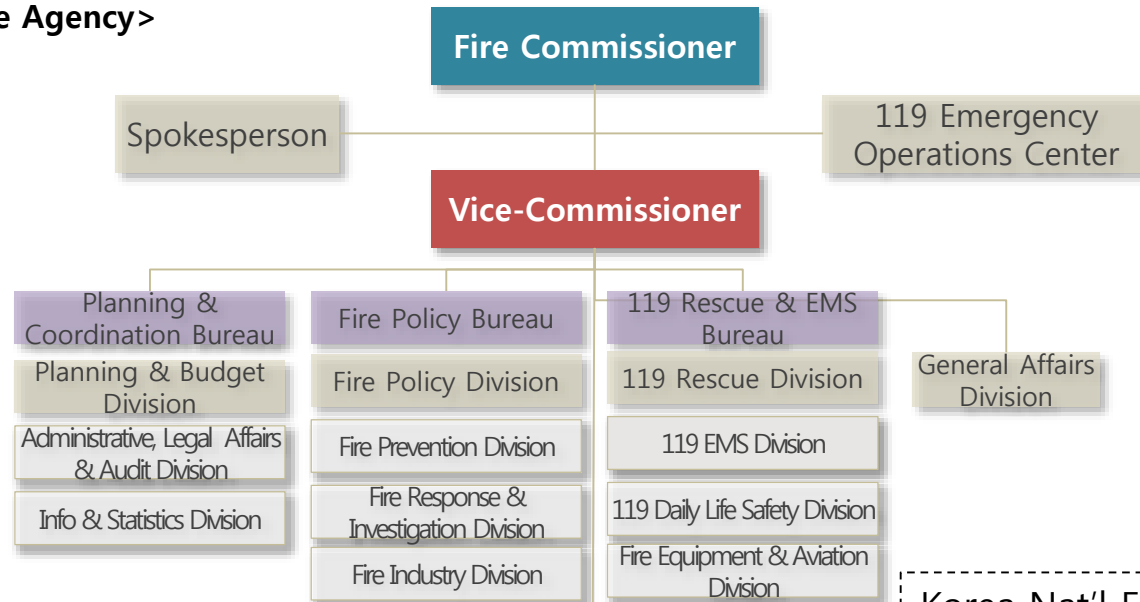 e Agency>
Fire Commissioner
Spokesperson
119 Emergency
Operations Center
Vice-Commissioner
Planning &
Coordination Bureau
Fire Policy Bureau
119 Rescue & EMS
Bureau
Planning & Budget
Division
Fire Policy Division
119 Rescue Division
General Affairs
Division
Administrative, Legal Affairs
& Audit Division
Fire Prevention Division
119 EMS Division
Info & Statistics Division
Fire Response &
Investigation Division
119 Daily Life Safety Division
Fire Industry Division
Fire Equipment & Aviation
Division
Korea Nat'l F